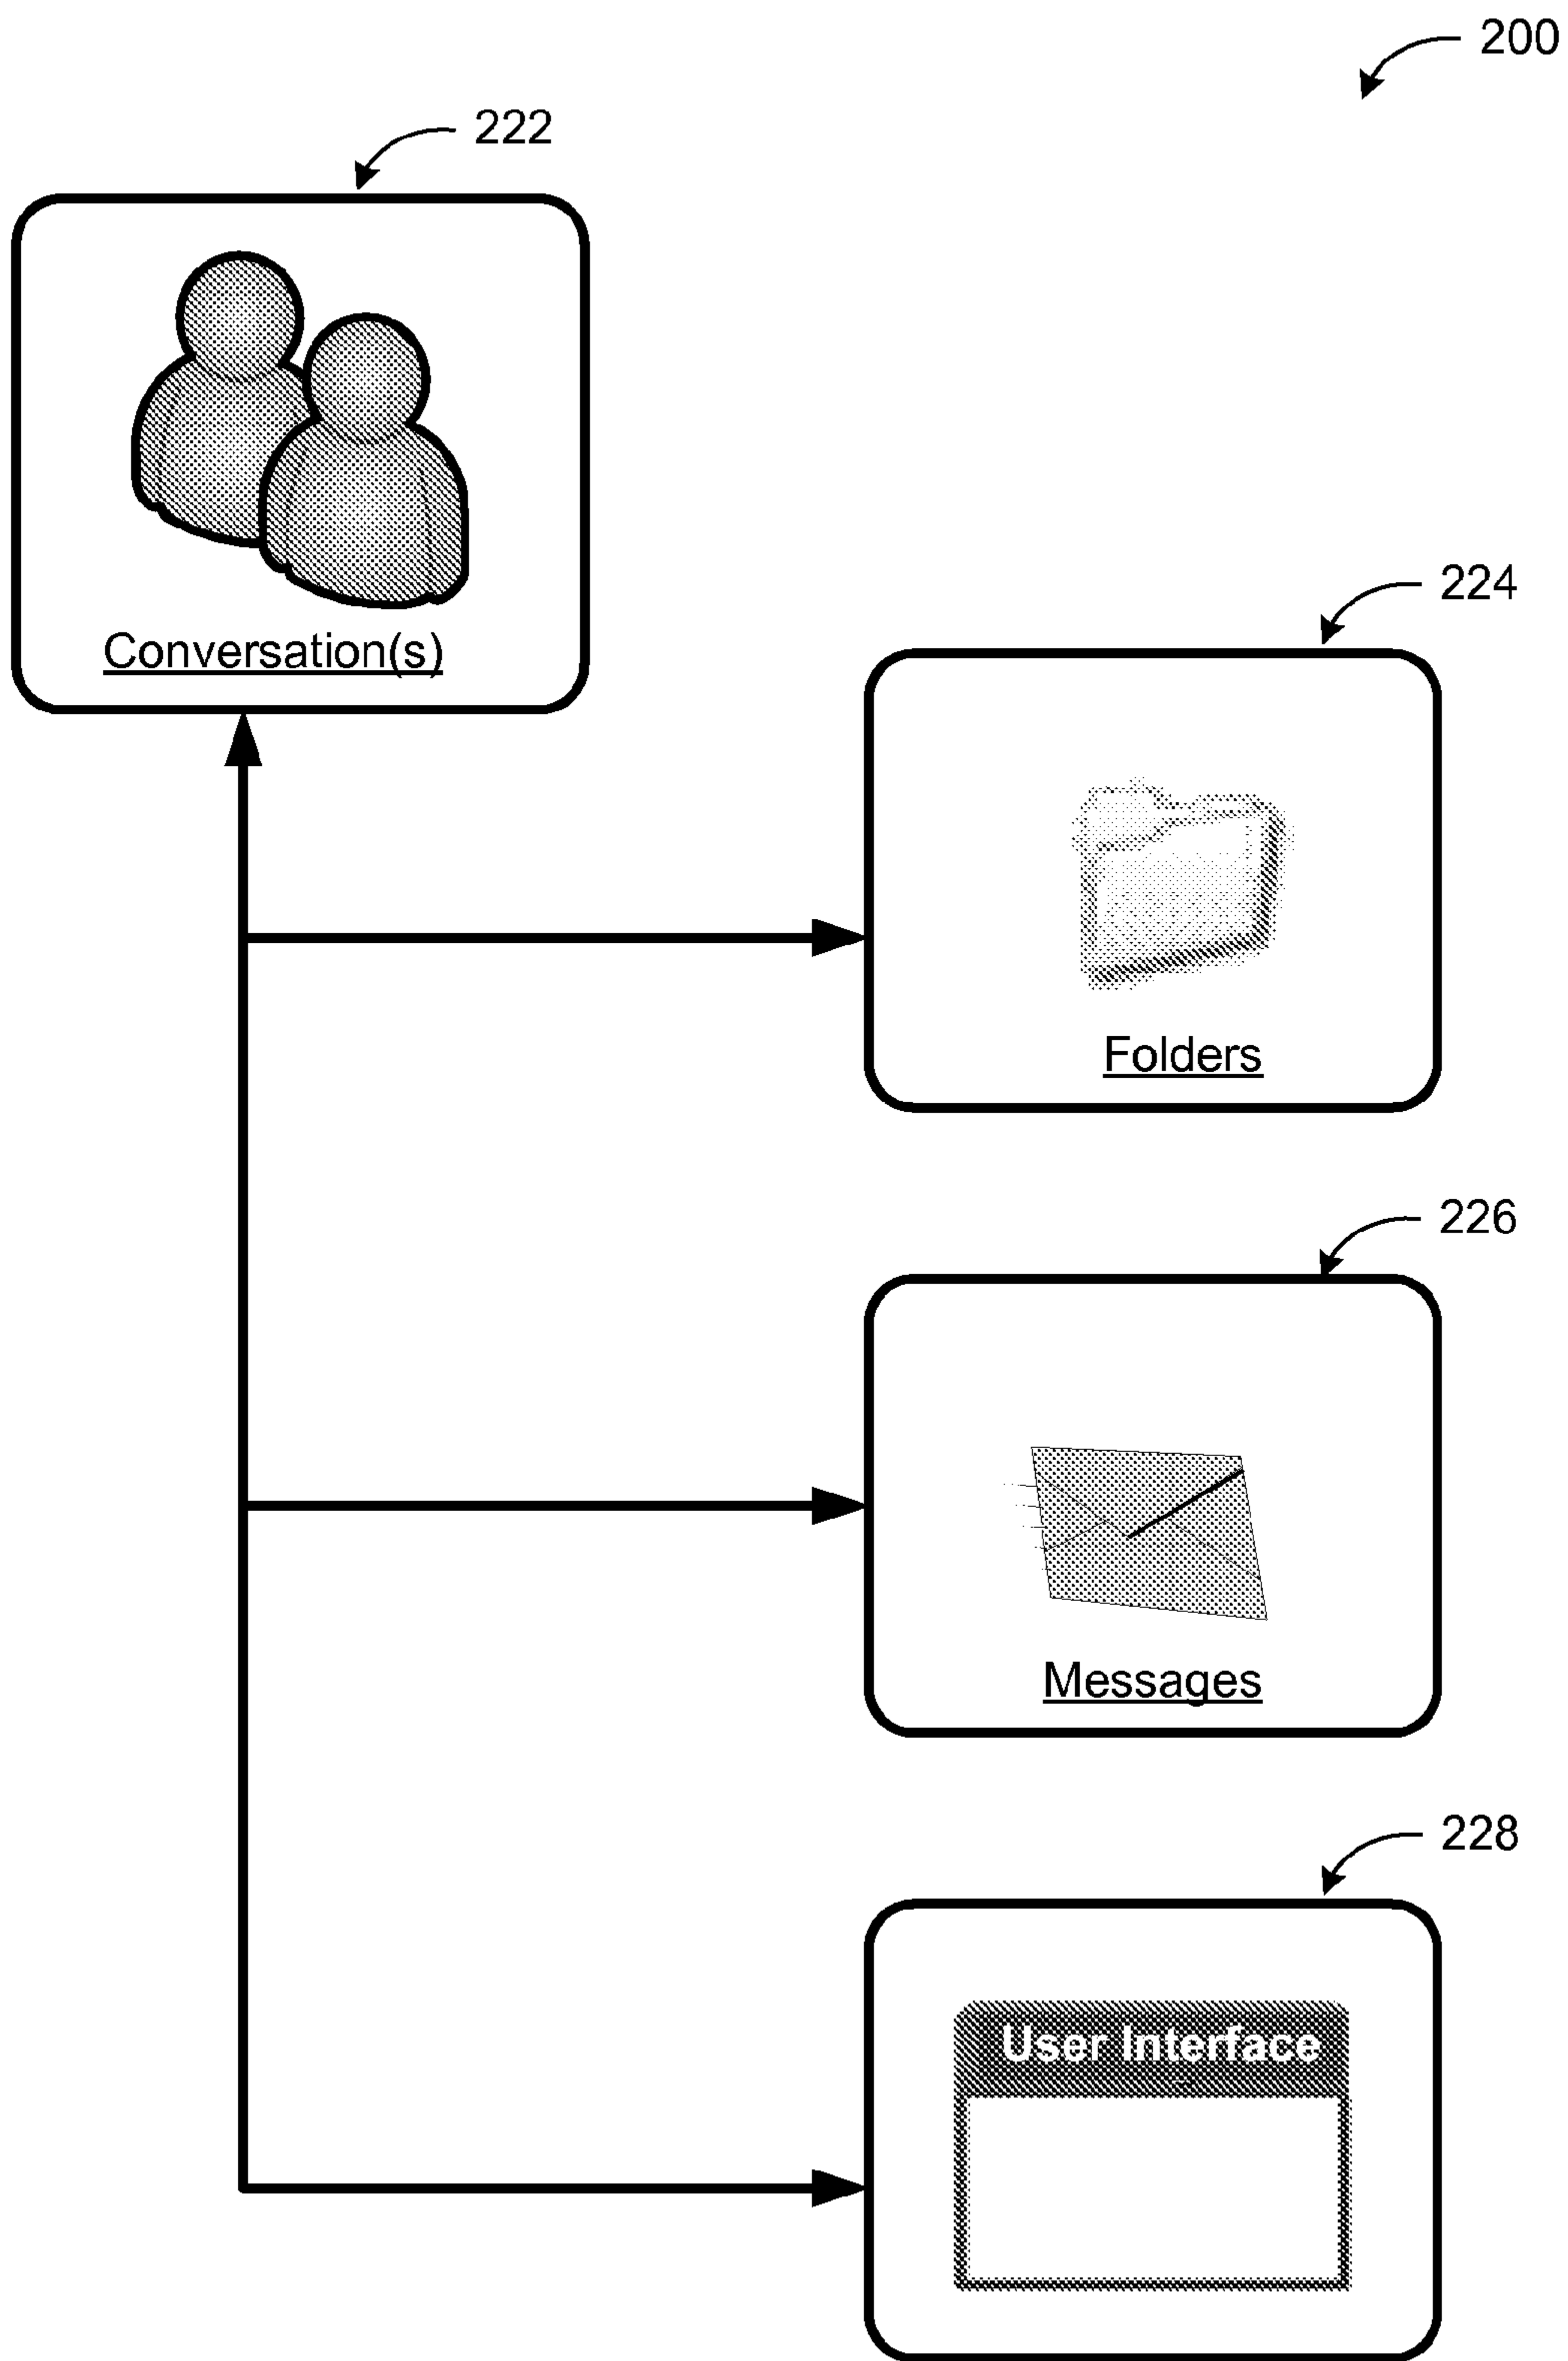 200
222
Conversation(s)
224
Folders
226
Messages
228
User Interface